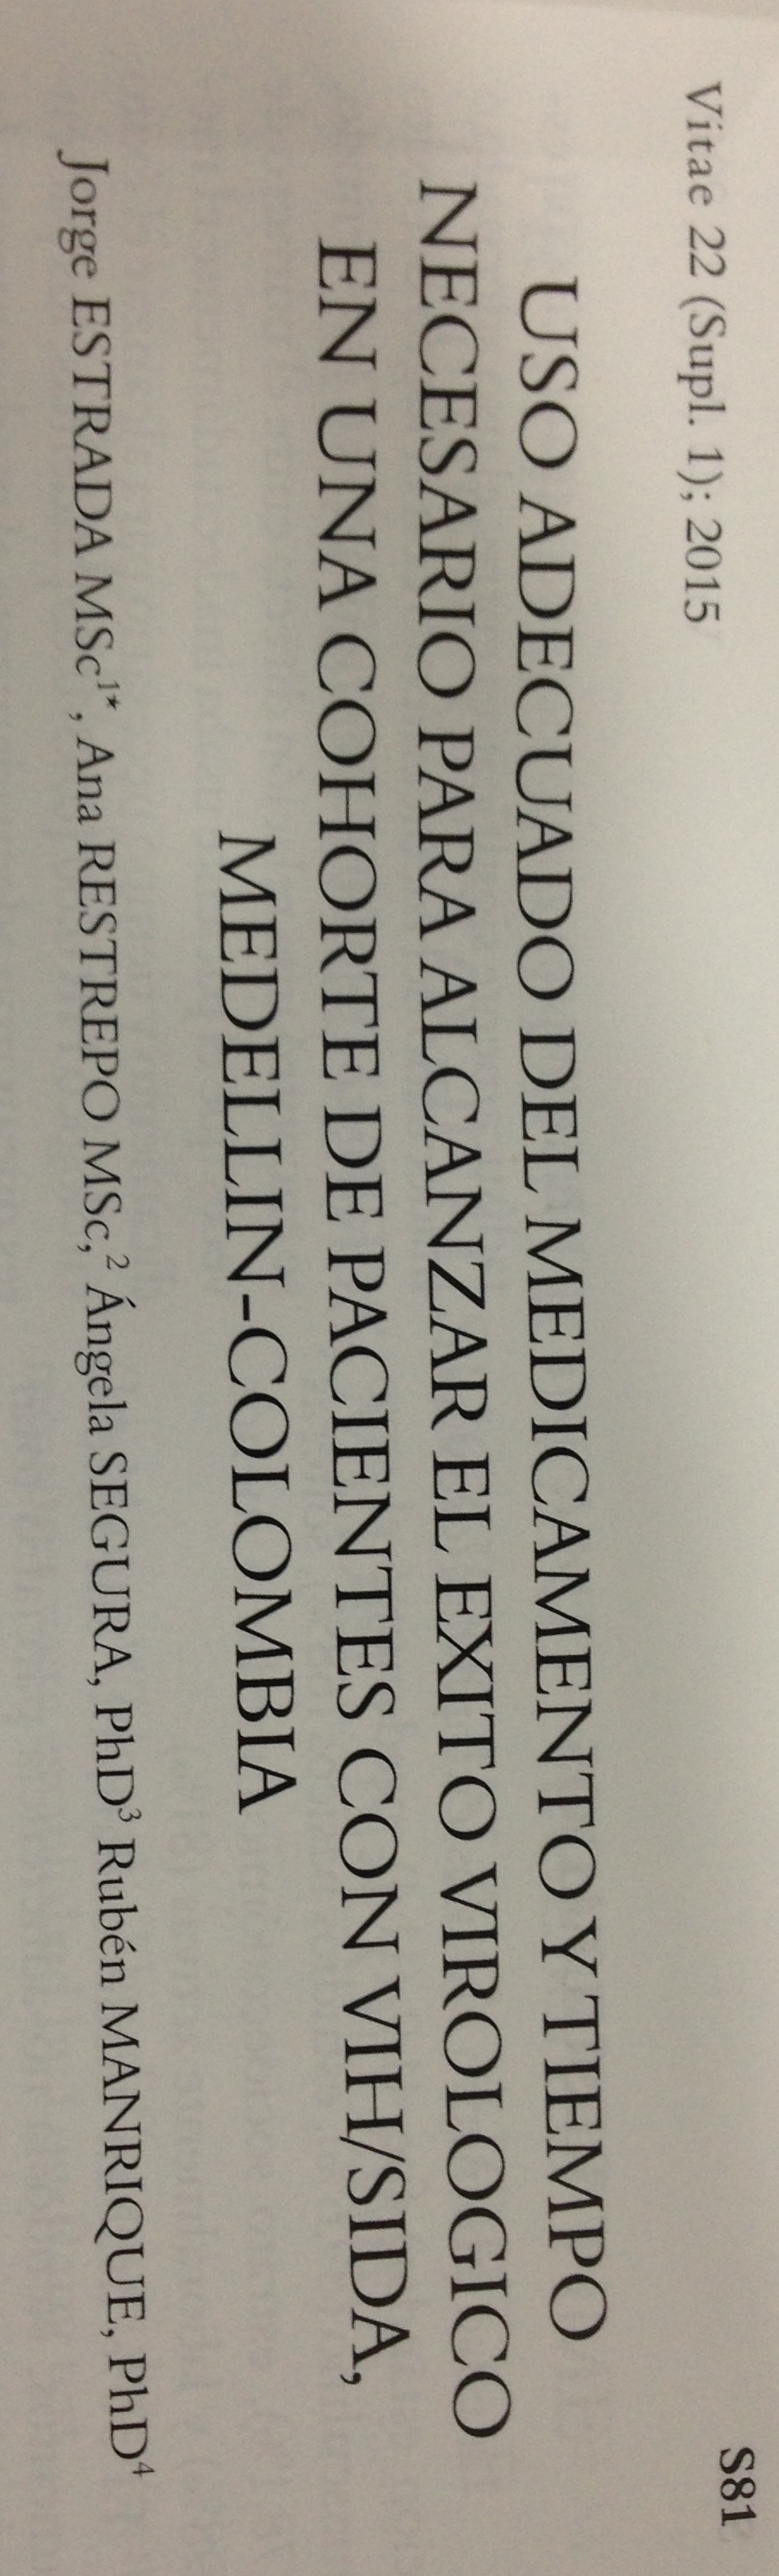 Vitae 22 (Supl. 1); 2015 S81
USO ADECUADO DEL MEDICAMENTO Y TIEMPO
NECESARIO PARA ALCANZAR EL EXITO VIROLOGICO
EN UNA COHORTE DE PACIENTES CON VIH/SIDA,
MEDELLIN-COLOMBIA
Jorge ESTRADA MSc¹*, Ana RESTREPO MSc,² Ángela SEGURA, PhD³ Rubén MANRIQUE, PhD⁴